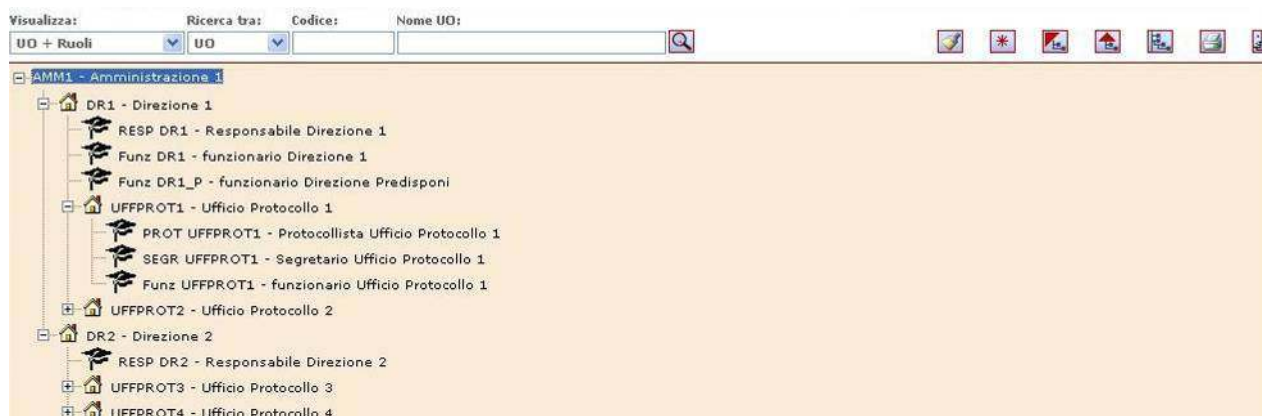 Visualizza: Ricerca tra: Codice: Nome UO:
UO + Ruoli UO
AMM1 - Amministrazione 1
DR1 - Direzione 1
RESP DR1 - Responsabile Direzione 1
Funz DR1 - funzionario Direzione 1
Funz DR1_P - funzionario Direzione Predisponi
UFFPROT1 - Ufficio Protocollo 1
PROT UFFPROT1 - Protocollista Ufficio Protocollo 1
SEGR UFFPROT1 - Segretario Ufficio Protocollo 1
Funz UFFPROT1 - funzionario Ufficio Protocollo 1
UFFPROT2 - Ufficio Protocollo 2
DR2 - Direzione 2
RESP DR2 - Responsabile Direzione 2
UFFPROT3 - Ufficio Protocollo 3
UFFPROT4 - Ufficio Protocollo 4